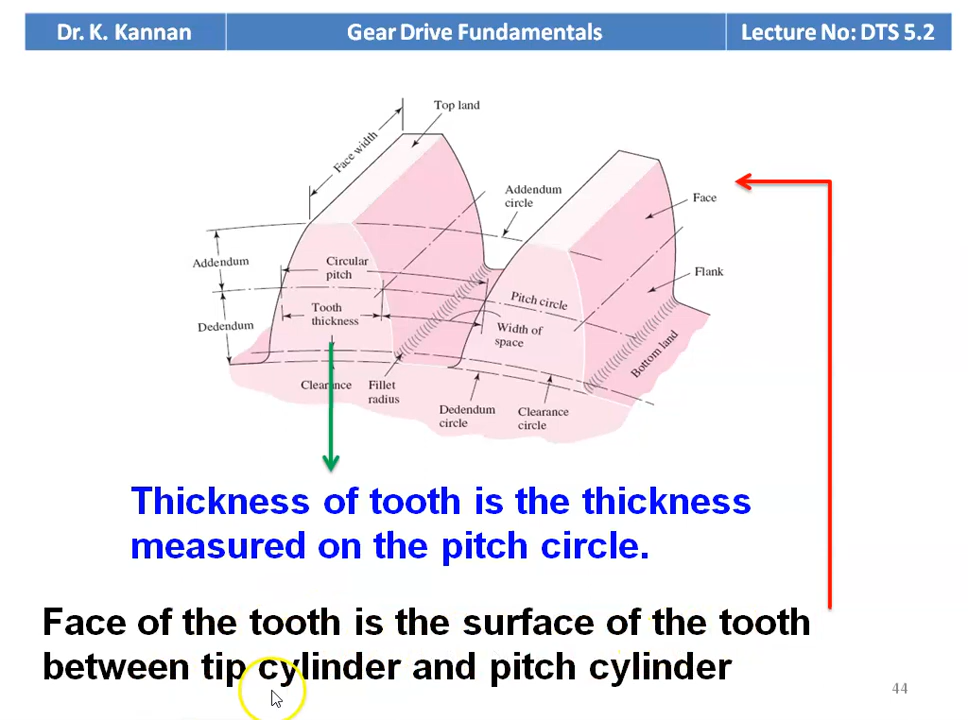 Dr. K. Kannan
Gear Drive Fundamentals
Lecture No: DTS 5.2
Top land
Face width
Addendum
circle
Face
Addendum
Circular
pitch
Flank
Pitch circle
Tooth
thickness
Dedendum
Width of
space
Bottom land
Clearance
Fillet
radius
Dedendum
circle
Clearance
circle
Thickness of tooth is the thickness
measured on the pitch circle.
Face of the tooth is the surface of the tooth
between tip cylinder and pitch cylinder
44